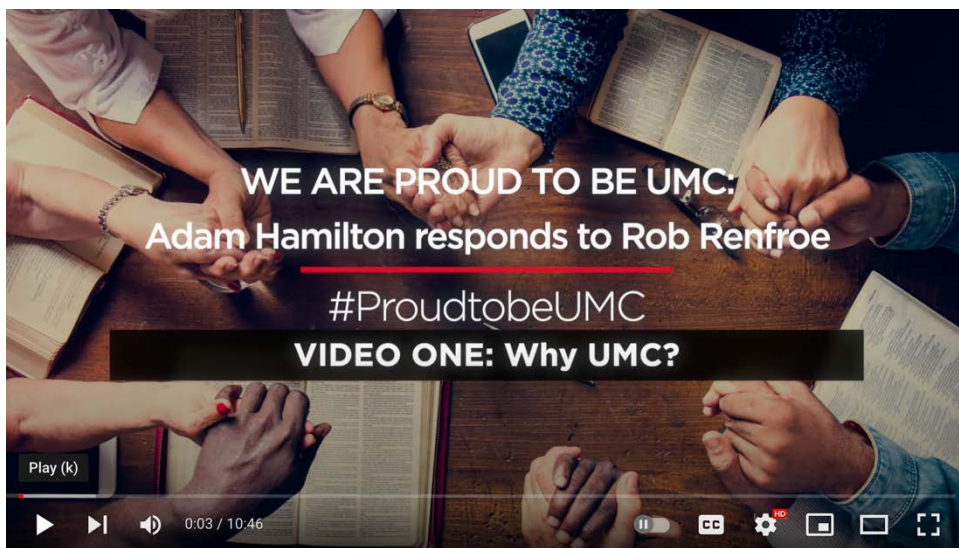 WE ARE PROUD TO BE UMC:
Adam Hamilton responds to Rob Renfroe
#ProudtobeUMC
VIDEO ONE: Why UMC?
Play (k)
0:03 / 10:46
CC
HD